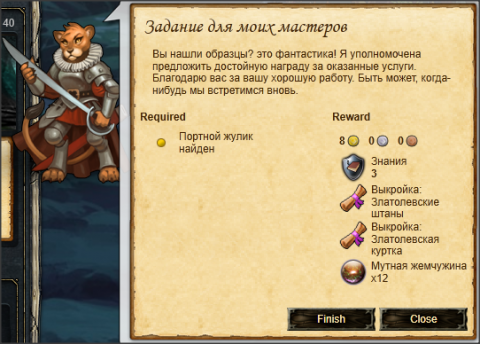 40
Задание для моих мастеров
Вы нашли образцы? это фантастика! Я уполномочена
предложить достойную награду за оказанные услуги.
Благодарю вас за вашу хорошую работу. Быть может, когда-
нибудь мы встретимся вновь.
Required
Портной жулик
найден
Reward
8 0 0
Знания
3
Выкройка:
Златолевские
штаны
Выкройка:
Златолевская
куртка
Мутная жемчужина
x12
Finish
Close